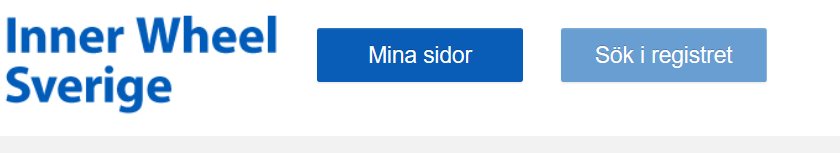 Inner Wheel
Sverige
Mina sidor
Sök i registret